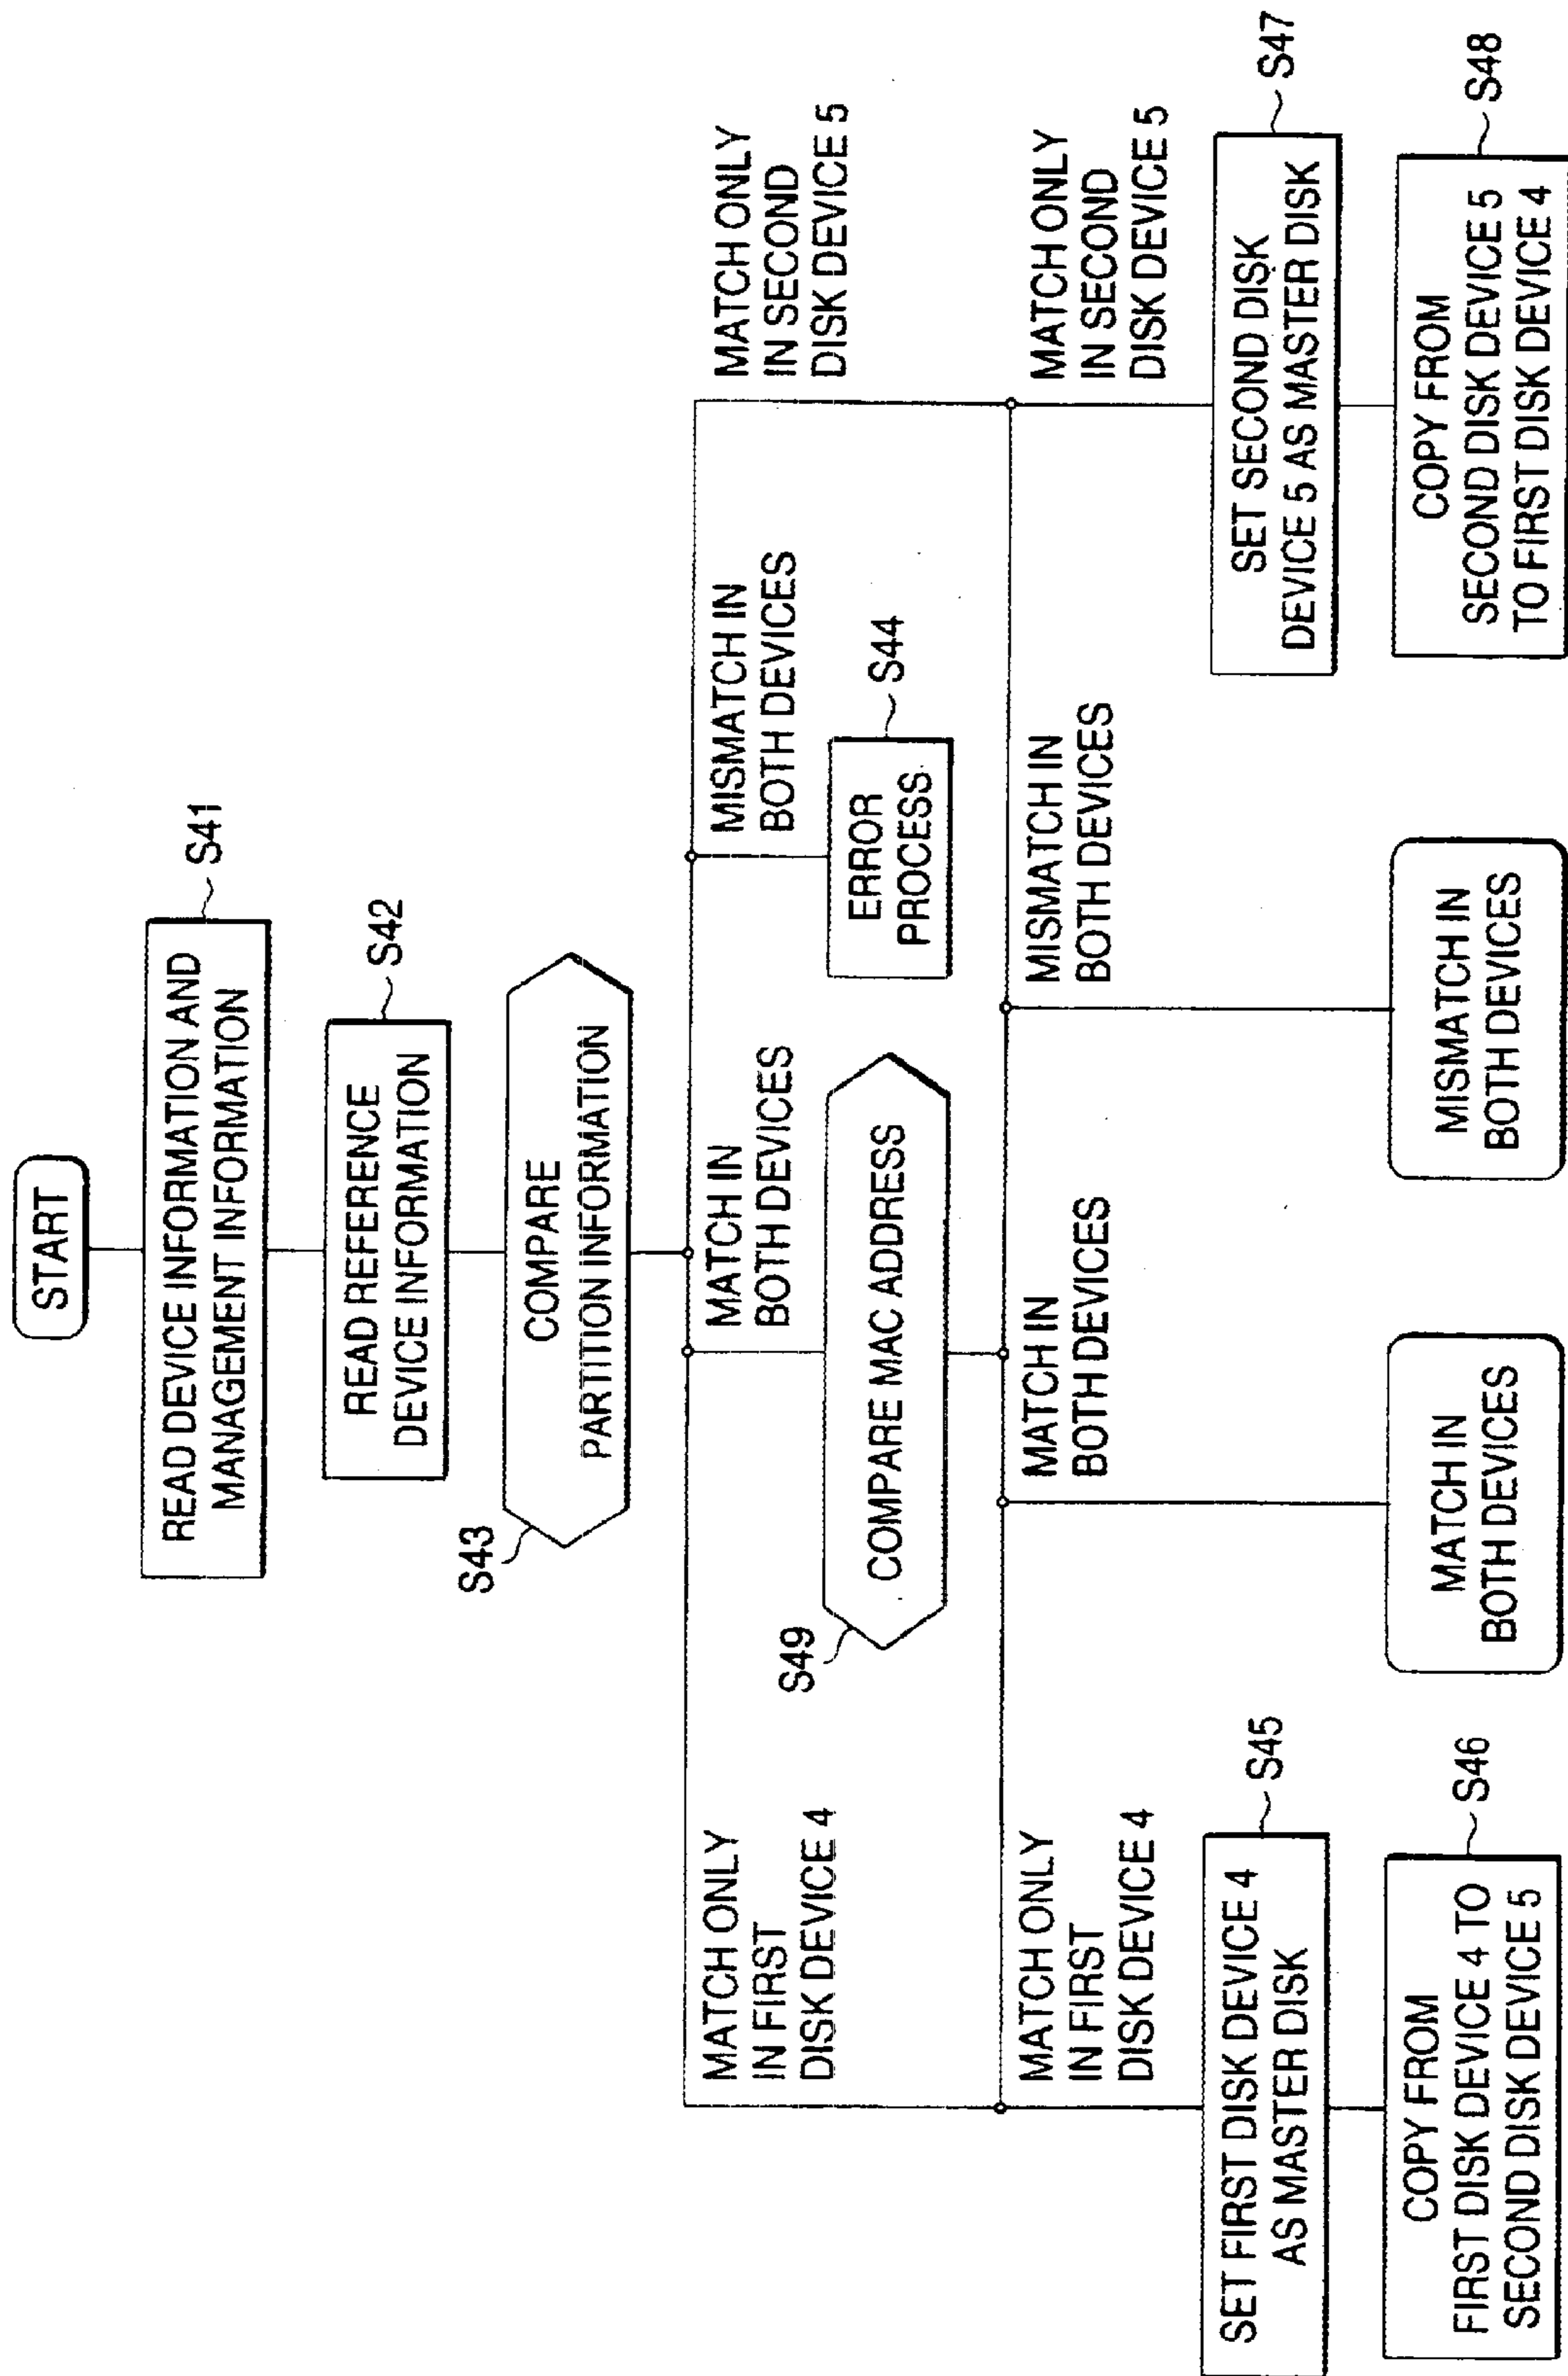 START
READ DEVICE INFORMATION AND
MANAGEMENT INFORMATION
S41
READ REFERENCE
DEVICE INFORMATION
S42
S43
COMPARE
PARTITION INFORMATION
MATCH ONLY
IN FIRST
DISK DEVICE 4
MATCH IN
BOTH DEVICES
MISMATCH IN
BOTH DEVICES
MATCH ONLY
IN SECOND
DISK DEVICE 5
S49
COMPARE MAC ADDRESS
ERROR
PROCESS
S44
MATCH ONLY
IN FIRST
DISK DEVICE 4
MATCH IN
BOTH DEVICES
MISMATCH IN
BOTH DEVICES
MATCH ONLY
IN SECOND
DISK DEVICE 5
SET FIRST DISK DEVICE 4
AS MASTER DISK
S45
SET SECOND DISK
DEVICE 5 AS MASTER DISK
S47
COPY FROM
FIRST DISK DEVICE 4 TO
SECOND DISK DEVICE 5
S46
MATCH IN
BOTH DEVICES
MISMATCH IN
BOTH DEVICES
COPY FROM
SECOND DISK DEVICE 5
TO FIRST DISK DEVICE 4
S48